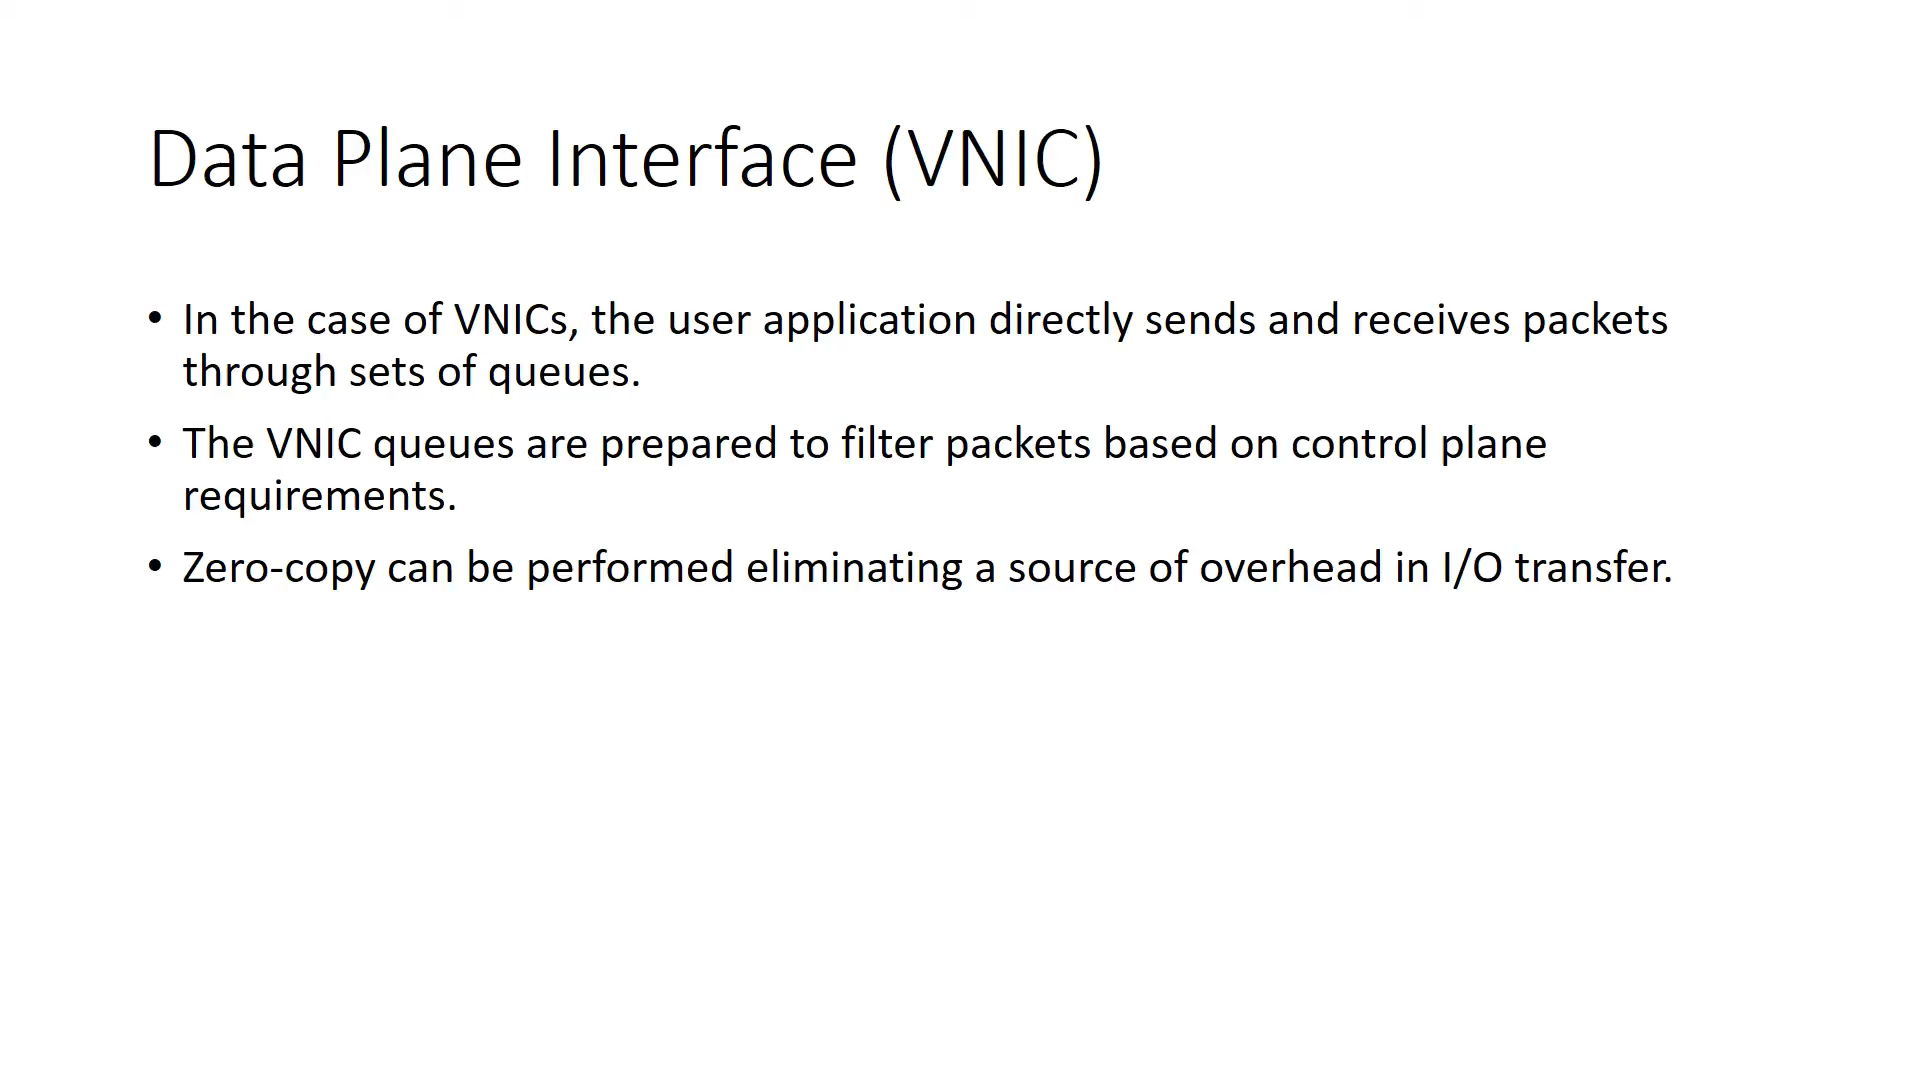 Data Plane Interface (VNIC)
• In the case of VNICs, the user application directly sends and receives packets
through sets of queues.
• The VNIC queues are prepared to filter packets based on control plane
requirements.
• Zero-copy can be performed eliminating a source of overhead in I/O transfer.